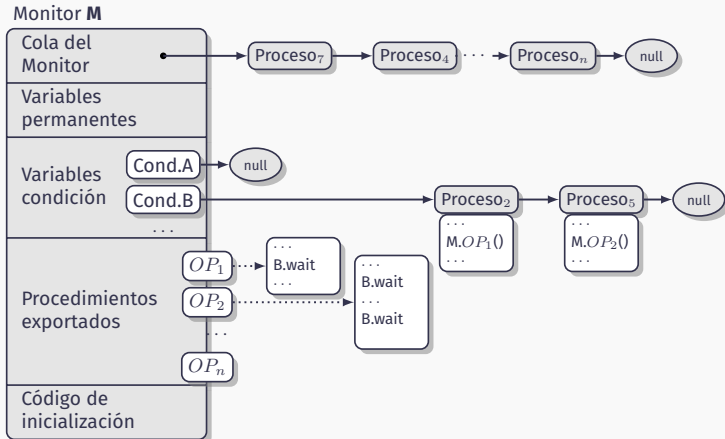 Monitor M
Cola del
Monitor
Proceso₇
Proceso₄
···
Procesoₙ
null
Variables
permanentes
Variables
condición
Cond.A
null
Cond.B
Proceso₂
Proceso₅
null
···
···
M.OP₁()
···
···
M.OP₂()
···
Procedimientos
exportados
OP₁
···
B.wait
···
OP₂
···
B.wait
···
B.wait
···
OPₙ
Código de
inicialización